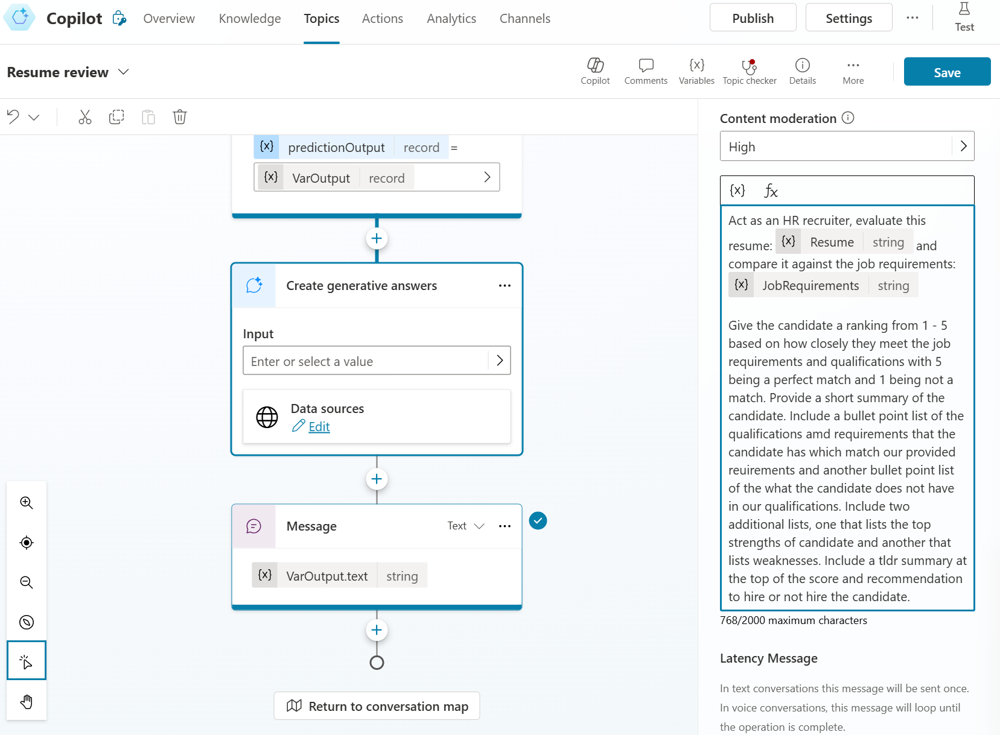 Copilot
Overview
Knowledge
Topics
Actions
Analytics
Channels
Publish
Settings
Test
Resume review
Copilot
Comments
Variables
Topic checker
Details
More
Save
{x} predictionOutput record =
{x} VarOutput record
Create generative answers
Input
Enter or select a value
Data sources
Edit
Message
Text
{x} VarOutput.text string
Return to conversation map
Content moderation
High
{x} fx
Act as an HR recruiter, evaluate this
resume: {x} Resume string and
compare it against the job requirements:
{x} JobRequirements string
Give the candidate a ranking from 1 - 5
based on how closely they meet the job
requirements and qualifications with 5
being a perfect match and 1 being not a
match. Provide a short summary of the
candidate. Include a bullet point list of the
qualifications amd requirements that the
candidate has which match our provided
reuirements and another bullet point list
of the what the candidate does not have
in our qualifications. Include two
additional lists, one that lists the top
strengths of candidate and another that
lists weaknesses. Include a tldr summary at
the top of the score and recommendation
to hire or not hire the candidate.
768/2000 maximum characters
Latency Message
In text conversations this message will be sent once.
In voice conversations, this message will loop until
the operation is complete.